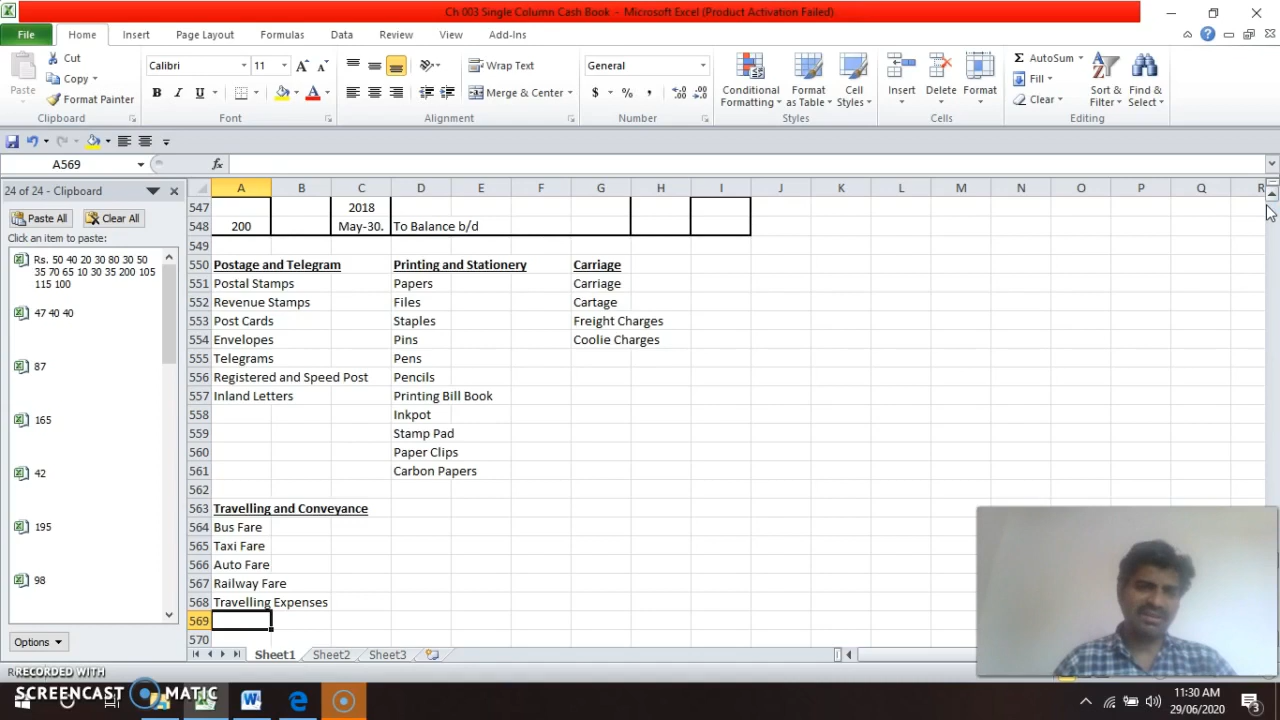 Ch 003 Single Column Cash Book - Microsoft Excel (Product Activation Failed)
File Home Insert Page Layout Formulas Data Review View Add-Ins
Cut
Copy
Format Painter
Paste
Clipboard
Calibri 11
B I U
Font
Wrap Text
Merge & Center
Alignment
General
$ % ,
Number
Conditional Formatting
Format as Table
Cell Styles
Styles
Insert Delete Format
Cells
AutoSum
Fill
Clear
Sort & Filter
Find & Select
Editing
A569 fx
24 of 24 - Clipboard
Paste All Clear All
Click an item to paste:
Rs. 50 40 20 30 80 30 50
35 70 65 10 30 35 200 105
115 100
47 40 40
87
165
42
195
98
Options
A B C D E F G H I J K L M N O P Q R
547 2018
548 200 May-30. To Balance b/d
549
550 Postage and Telegram Printing and Stationery Carriage
551 Postal Stamps Papers Carriage
552 Revenue Stamps Files Cartage
553 Post Cards Staples Freight Charges
554 Envelopes Pins Coolie Charges
555 Telegrams Pens
556 Registered and Speed Post Pencils
557 Inland Letters Printing Bill Book
558 Inkpot
559 Stamp Pad
560 Paper Clips
561 Carbon Papers
562
563 Travelling and Conveyance
564 Bus Fare
565 Taxi Fare
566 Auto Fare
567 Railway Fare
568 Travelling Expenses
569
570
Sheet1 Sheet2 Sheet3
RECORDED WITH
SCREENCAST MATIC
11:30 AM
29/06/2020
3